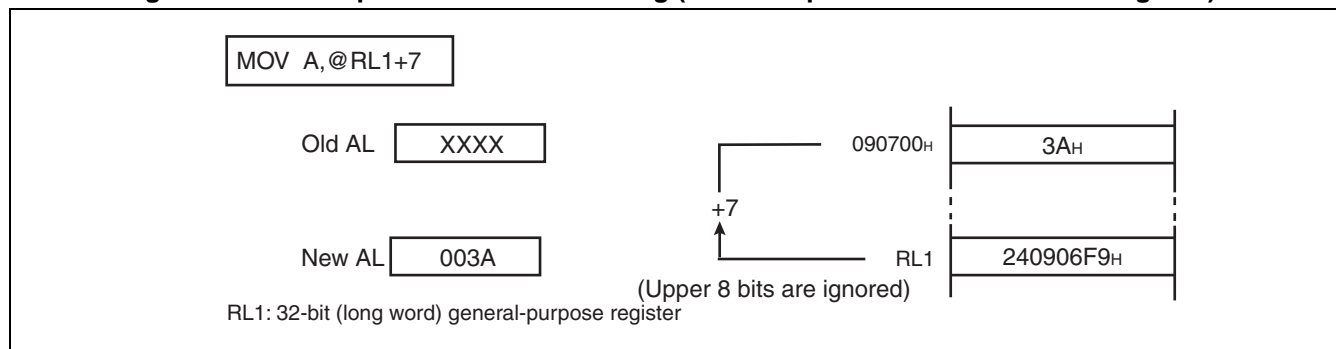 MOV A,@RL1+7
Old AL XXXX 090700H 3AH
+7
New AL 003A RL1 240906F9H
(Upper 8 bits are ignored)
RL1: 32-bit (long word) general-purpose register